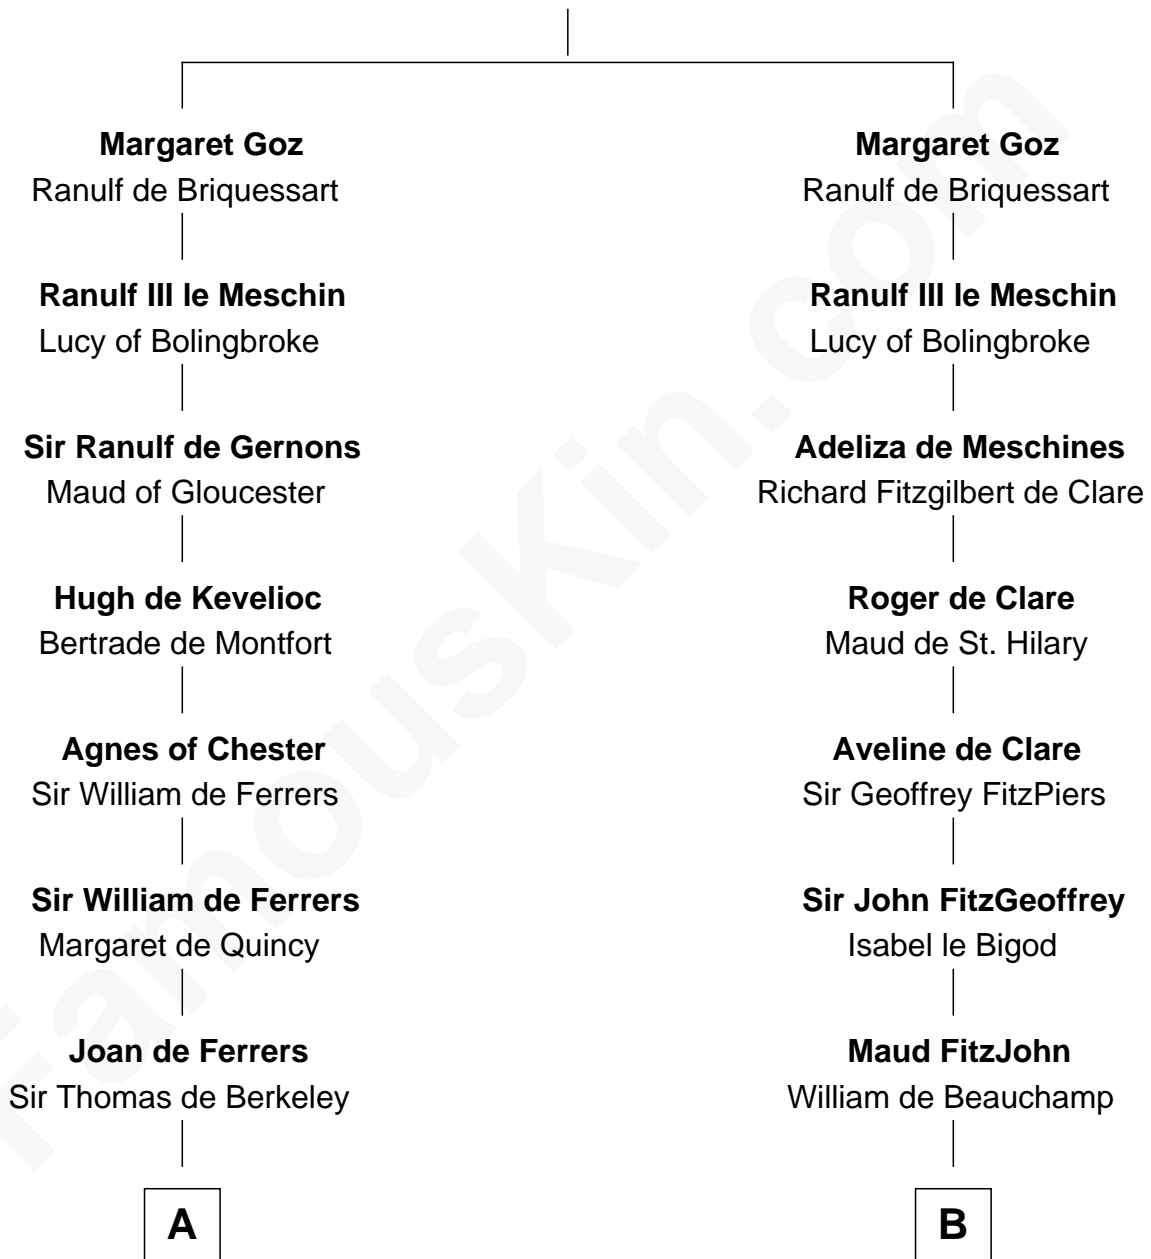 Margaret Goz
Ranulf de Briquessart
Ranulf III le Meschin
Lucy of Bolingbroke
Sir Ranulf de Gernons
Maud of Gloucester
Hugh de Kevelioc
Bertrade de Montfort
Agnes of Chester
Sir William de Ferrers
Sir William de Ferrers
Margaret de Quincy
Joan de Ferrers
Sir Thomas de Berkeley
A
Margaret Goz
Ranulf de Briquessart
Ranulf III le Meschin
Lucy of Bolingbroke
Adeliza de Meschines
Richard Fitzgilbert de Clare
Roger de Clare
Maud de St. Hilary
Aveline de Clare
Sir Geoffrey FitzPiers
Sir John FitzGeoffrey
Isabel le Bigod
Maud FitzJohn
William de Beauchamp
B
FamousKin.com